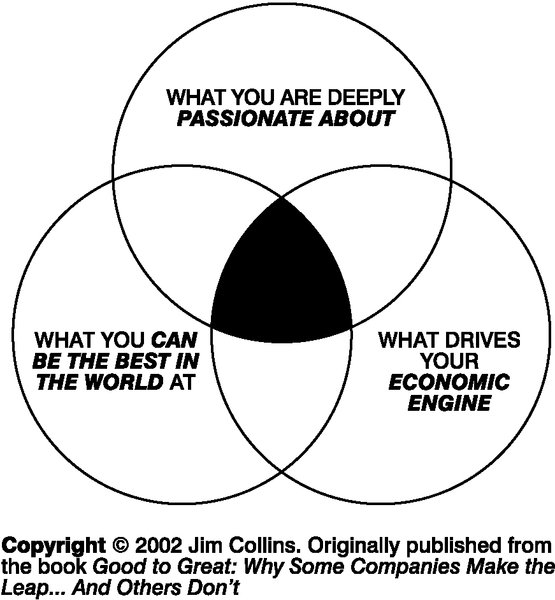 WHAT YOU ARE DEEPLY
PASSIONATE ABOUT
WHAT YOU CAN
BE THE BEST IN
THE WORLD AT
WHAT DRIVES
YOUR
ECONOMIC
ENGINE
Copyright © 2002 Jim Collins. Originally published from
the book Good to Great: Why Some Companies Make the
Leap... And Others Don't